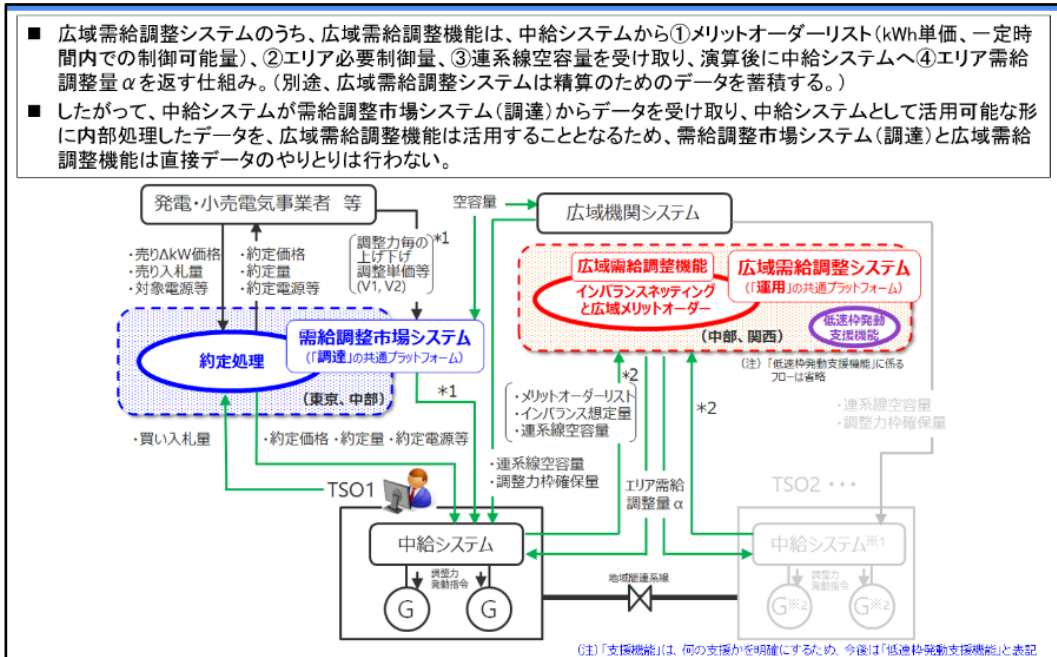 ■ 広域需給調整システムのうち、広域需給調整機能は、中給システムから①メリットオーダーリスト(kWh単価、一定時
間内での制御可能量)、②エリア必要制御量、③連系線空容量を受け取り、演算後に中給システムへ④エリア需給
調整量αを返す仕組み。(別途、広域需給調整システムは精算のためのデータを蓄積する。)
■ したがって、中給システムが需給調整市場システム(調達)からデータを受け取り、中給システムとして活用可能な形
に内部処理したデータを、広域需給調整機能は活用することとなるため、需給調整市場システム(調達)と広域需給
調整機能は直接データのやりとりは行わない。
発電・小売電気事業者 等
空容量
広域機関システム
・売りΔkW価格
・売り入札量
・対象電源等
・約定価格
・約定量
・約定電源等
調整力毎の
上げ下げ
調整単価等
(V1, V2)
*1
広域需給調整機能
インバランスネッティング
と広域メリットオーダー
広域需給調整システム
(「運用」の共通プラットフォーム)
低速枠発動
支援機能
(中部、関西)
(注)「低速枠発動支援機能」に係る
フローは省略
約定処理
需給調整市場システム
(「調達」の共通プラットフォーム)
(東京、中部)
*1
*2
・メリットオーダーリスト
・インバランス想定量
・連系線空容量
*2
・連系線空容量
・調整力枠確保量
・買い入札量
・約定価格・約定量・約定電源等
・連系線空容量
・調整力枠確保量
エリア需給
調整量α
TSO1
TSO2・・・
中給システム
調整力
発動指令
G
G
地域間連系線
中給システム※1
調整力
発動指令
G※2
G※2
(注)「支援機能」は、何の支援かを明確にするため、今後は「低速枠発動支援機能」と表記